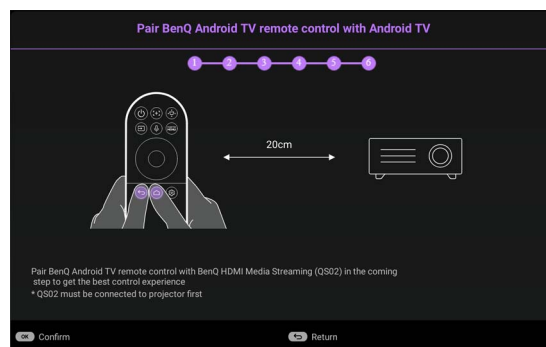 Pair BenQ Android TV remote control with Android TV
1 2 3 4 5 6
20cm
Pair BenQ Android TV remote control with BenQ HDMI Media Streaming (QS02) in the coming
step to get the best control experience
* QS02 must be connected to projector first
OK Confirm
Return